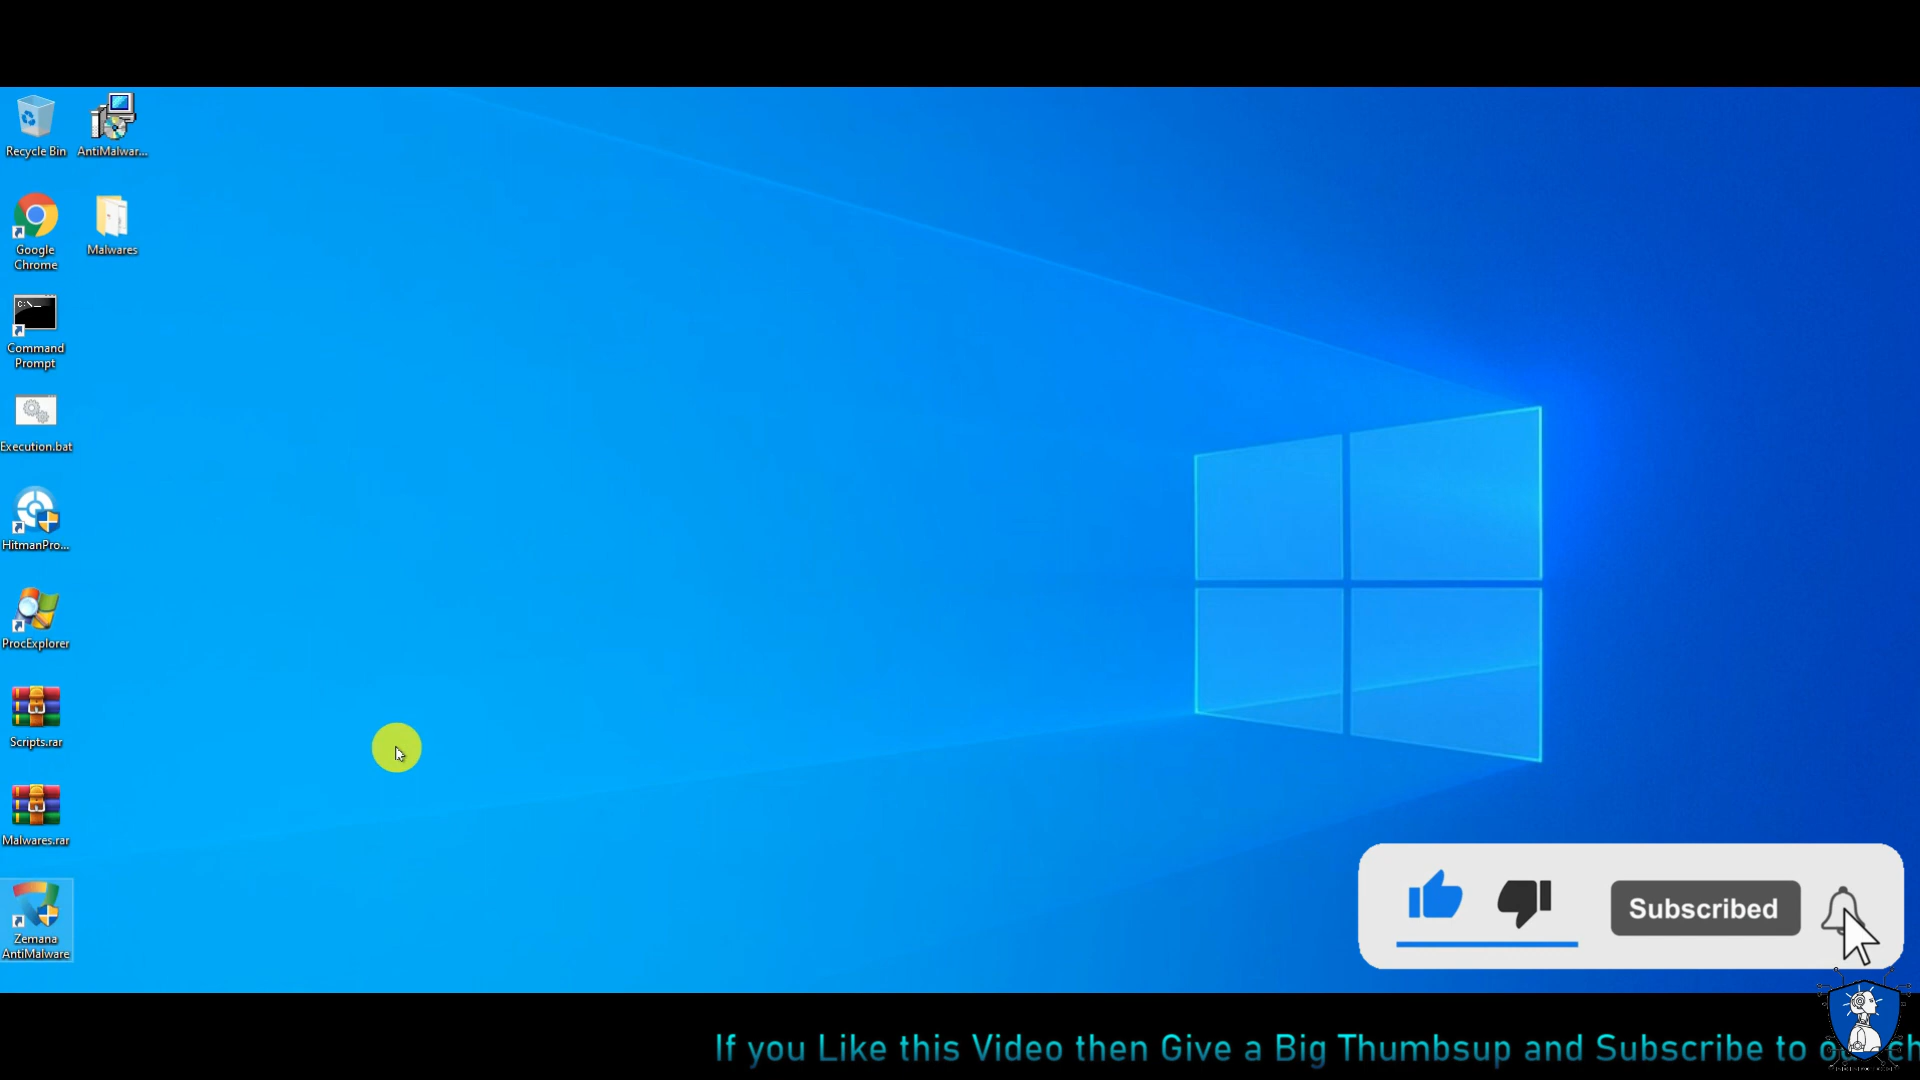 Recycle Bin
AntiMalwar...
Google
Chrome
Malwares
C:\._
Command
Prompt
Execution.bat
HitmanPro...
ProcExplorer
Scripts.rar
Malwares.rar
Zemana
AntiMalware
Subscribed
If you Like this Video then Give a Big Thumbsup and Subscribe to